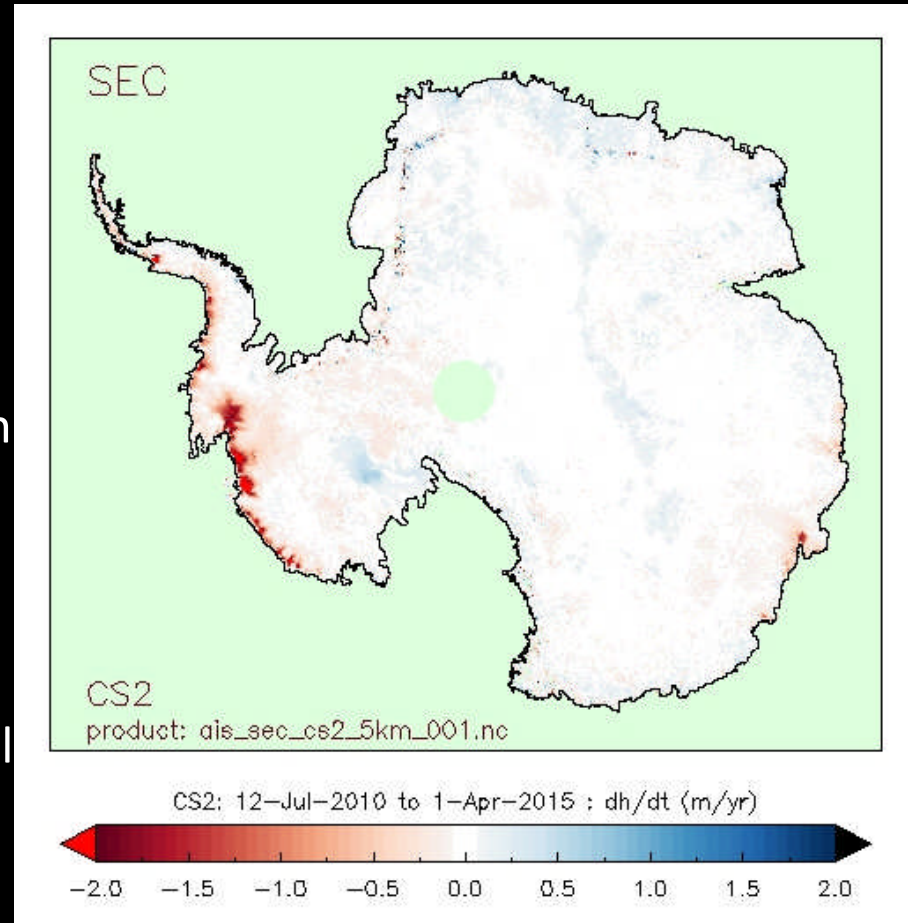 SEC
n
CS2
product: ais_sec_cs2_5km_001.nc
l
CS2: 12-Jul-2010 to 1-Apr-2015 : dh/dt (m/yr)
-2.0 -1.5 -1.0 -0.5 0.0 0.5 1.0 1.5 2.0